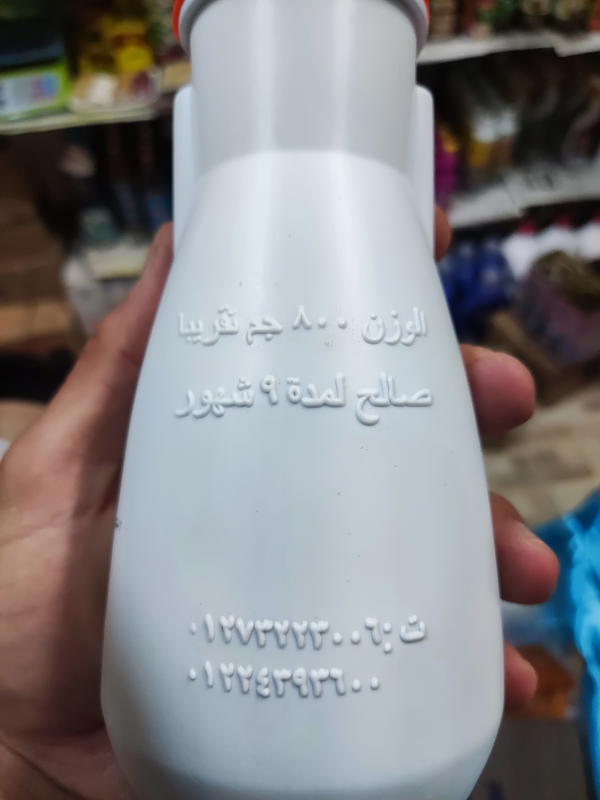 الوزن ٨٠٠ جم تقريبا
صالح لمدة ٩ شهور
ت :٠١٢٧٣٢٢٣٠٠٦
٠١٢٢٤٣٩٣٦٠٠